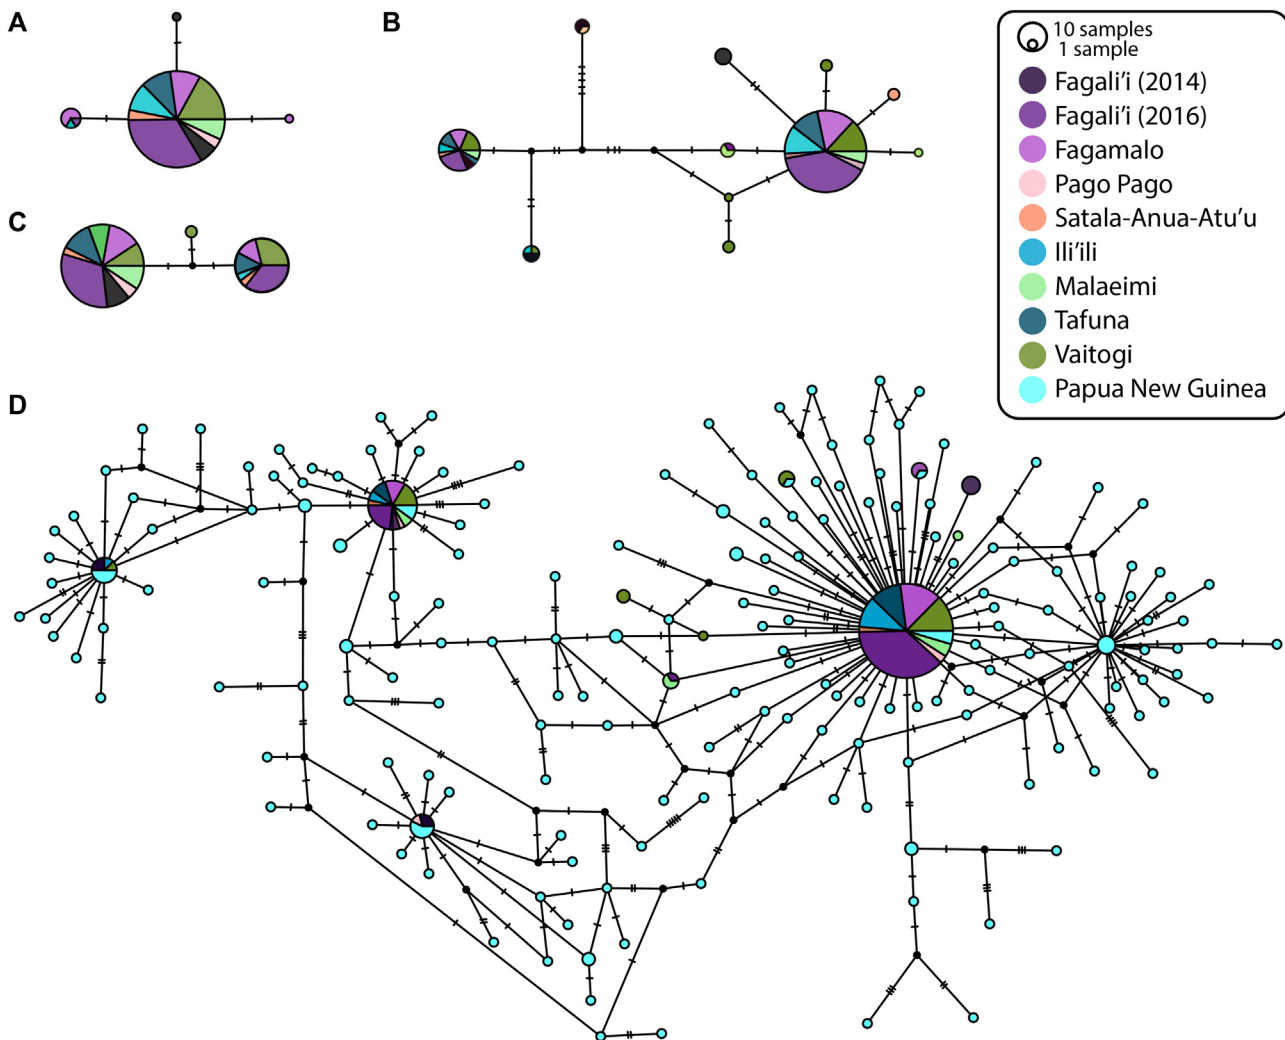 A
B
10 samples
1 sample
Fagali'i (2014)
Fagali'i (2016)
Fagamalo
Pago Pago
Satala-Anua-Atu'u
Ili'ili
Malaeimi
Tafuna
Vaitogi
Papua New Guinea
C
D